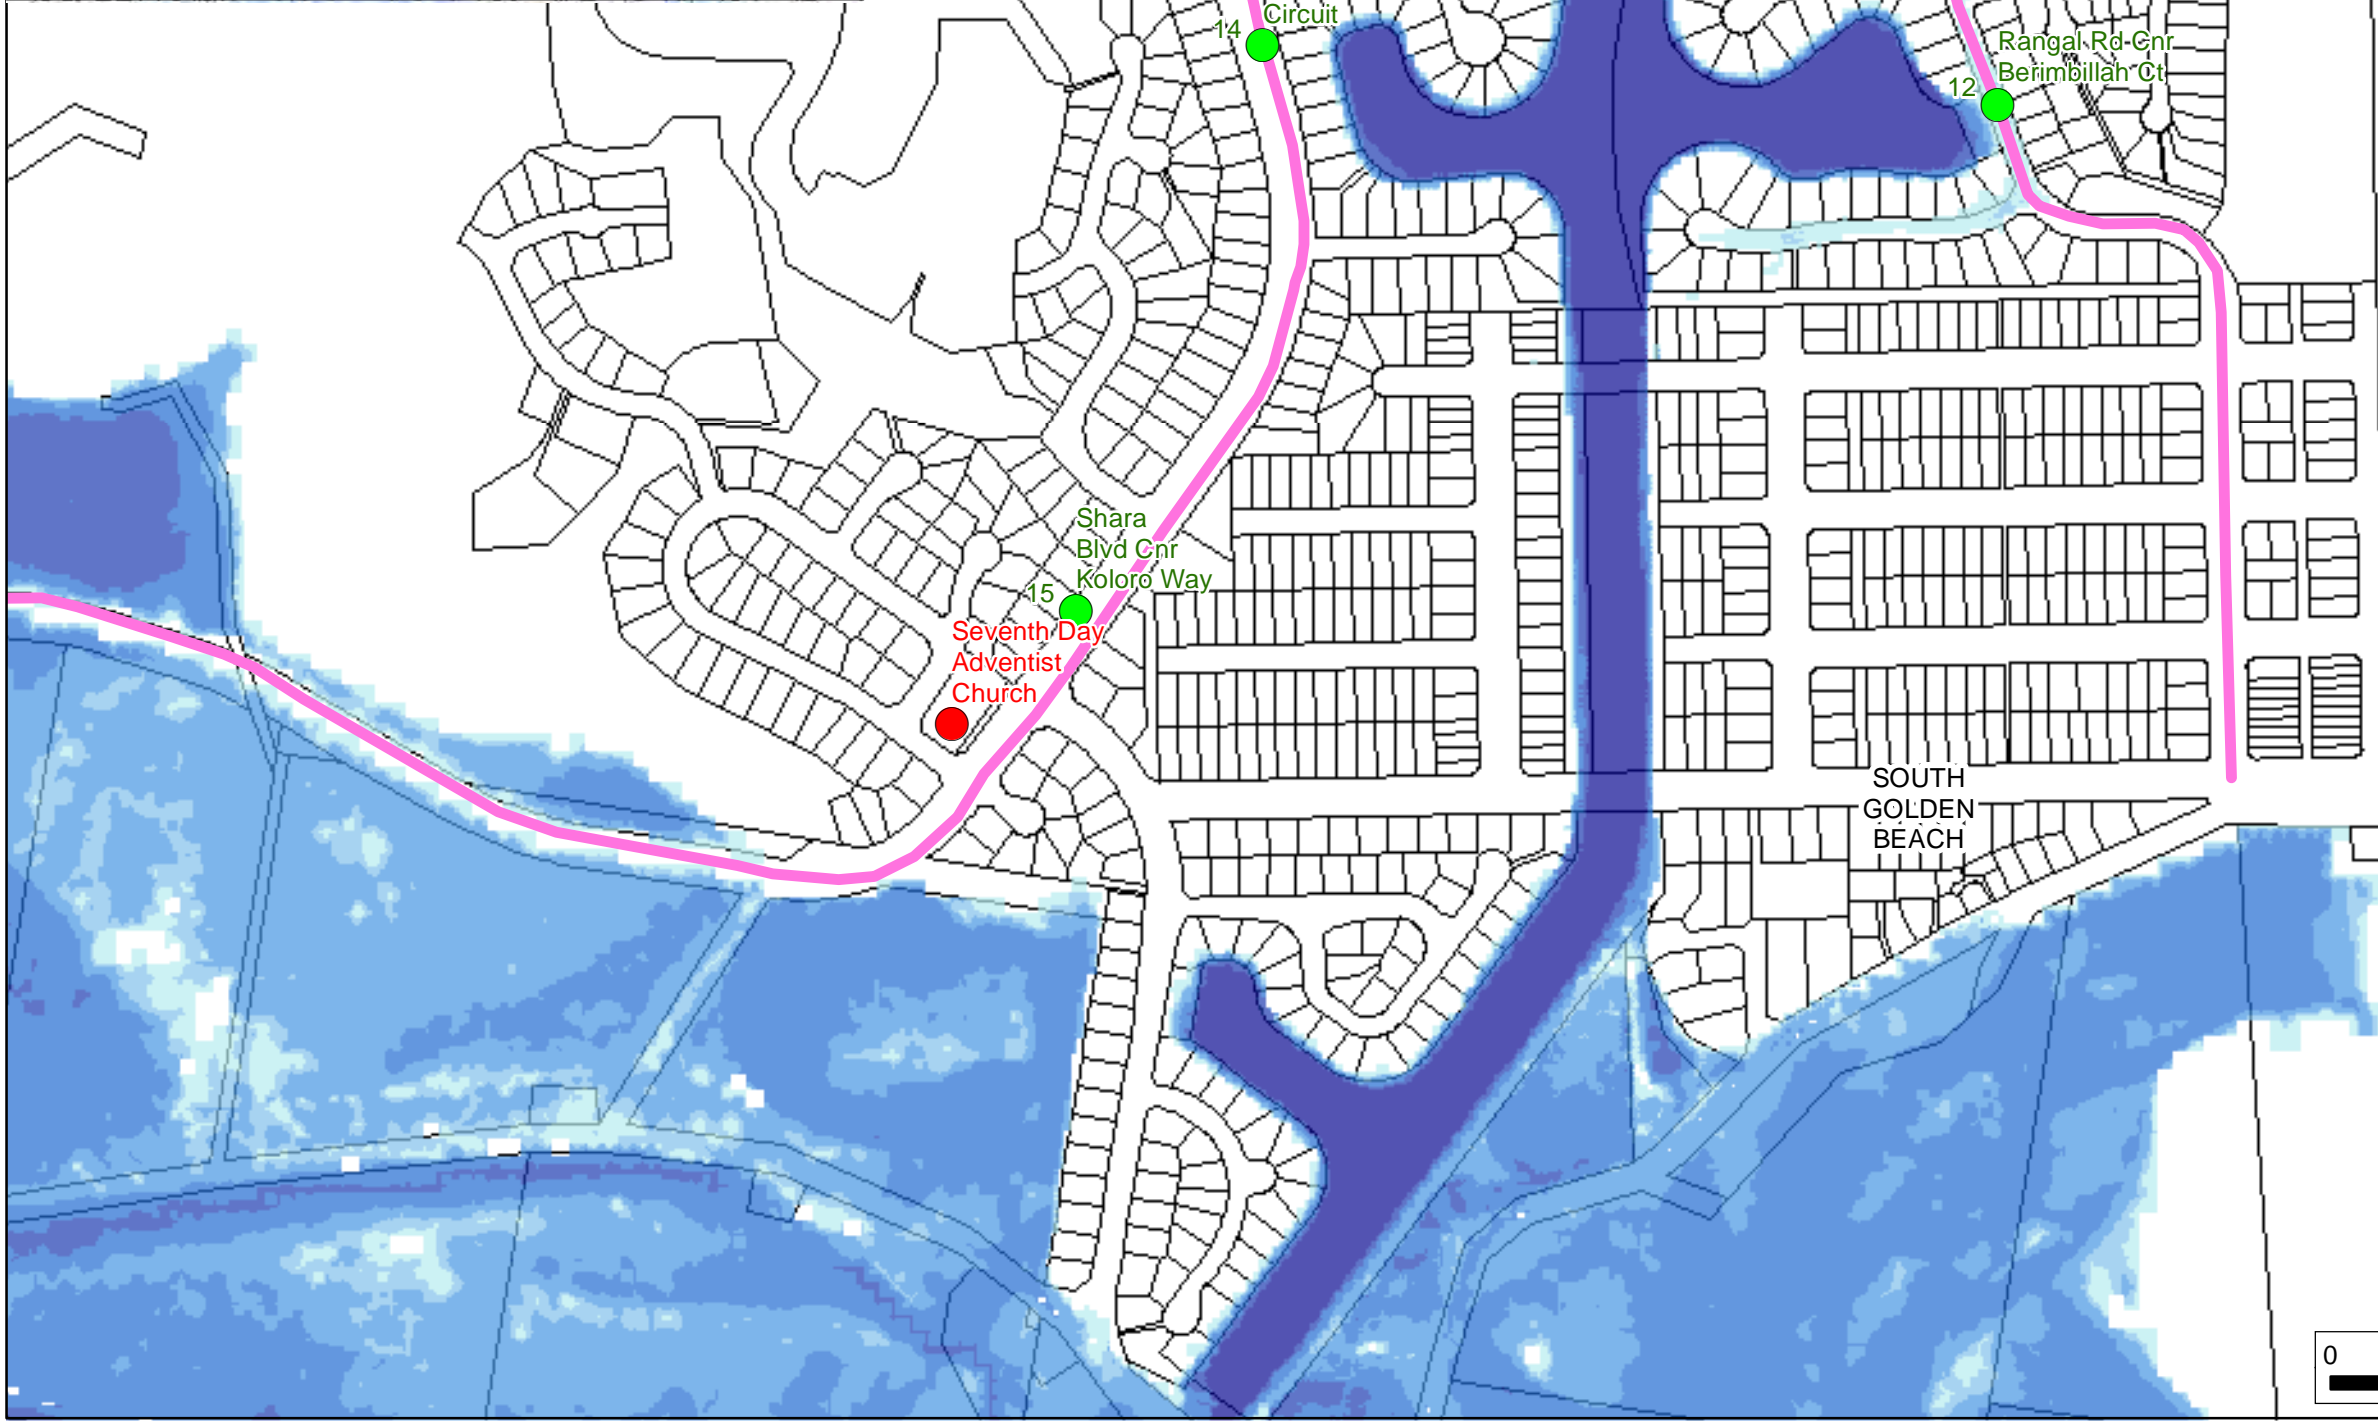 Circuit
14
Rangal Rd Cnr
Berimbillah Ct
12
Shara
Blvd Cnr
Koloro Way
15
Seventh Day
Adventist
Church
SOUTH
GOLDEN
BEACH
0